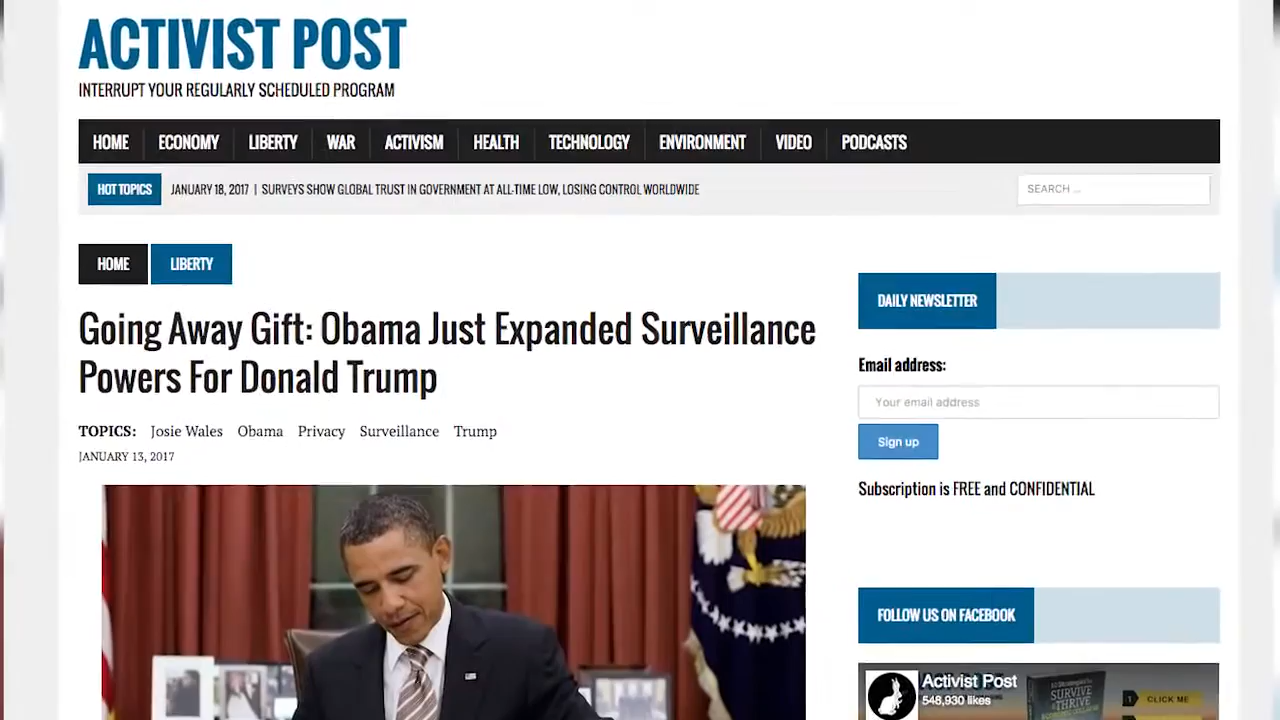 ACTIVIST POST
INTERRUPT YOUR REGULARLY SCHEDULED PROGRAM
HOME ECONOMY LIBERTY WAR ACTIVISM HEALTH TECHNOLOGY ENVIRONMENT VIDEO PODCASTS
HOT TOPICS JANUARY 18, 2017 | SURVEYS SHOW GLOBAL TRUST IN GOVERNMENT AT ALL-TIME LOW, LOSING CONTROL WORLDWIDE
SEARCH ...
HOME LIBERTY
Going Away Gift: Obama Just Expanded Surveillance
Powers For Donald Trump
TOPICS: Josie Wales Obama Privacy Surveillance Trump
JANUARY 13, 2017
DAILY NEWSLETTER
Email address:
Your email address
Sign up
Subscription is FREE and CONFIDENTIAL
FOLLOW US ON FACEBOOK
Activist Post
548,930 likes
SURVIVE
& THRIVE
1 CLICK ME